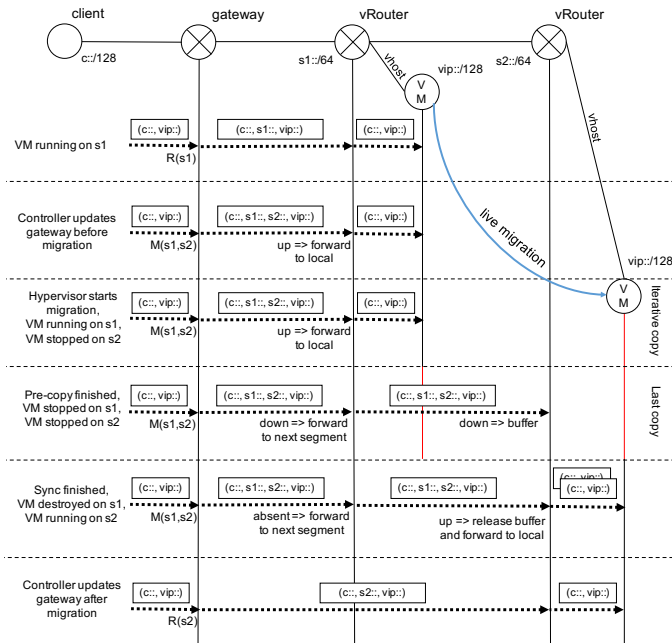 client
gateway
vRouter
vRouter
c::/128
s1::/64
vhost
vip::/128
s2::/64
V
M
vhost
VM running on s1
(c::, vip::)
R(s1)
(c::, s1::, vip::)
(c::, vip::)
live migration
Controller updates
gateway before
migration
(c::, vip::)
M(s1,s2)
(c::, s1::, s2::, vip::)
up => forward
to local
(c::, vip::)
vip::/128
V
M
Iterative copy
Hypervisor starts
migration,
VM running on s1,
VM stopped on s2
(c::, vip::)
M(s1,s2)
(c::, s1::, s2::, vip::)
up => forward
to local
(c::, vip::)
Pre-copy finished,
VM stopped on s1,
VM stopped on s2
(c::, vip::)
M(s1,s2)
(c::, s1::, s2::, vip::)
down => forward
to next segment
(c::, s1::, s2::, vip::)
down => buffer
Last copy
Sync finished,
VM destroyed on s1,
VM running on s2
(c::, vip::)
M(s1,s2)
(c::, s1::, s2::, vip::)
absent => forward
to next segment
(c::, s1::, s2::, vip::)
up => release buffer
and forward to local
(c::, vip::)
(c::, vip::)
Controller updates
gateway after
migration
(c::, vip::)
R(s2)
(c::, s2::, vip::)
(c::, vip::)